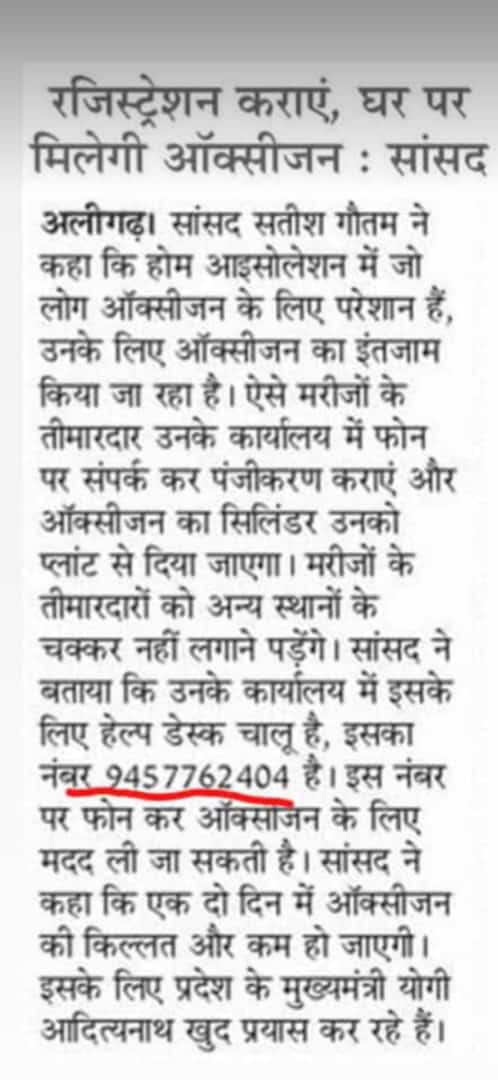 रजिस्ट्रेशन कराएं, घर पर
मिलेगी ऑक्सीजन : सांसद
अलीगढ़। सांसद सतीश गौतम ने
कहा कि होम आइसोलेशन में जो
लोग ऑक्सीजन के लिए परेशान हैं,
उनके लिए ऑक्सीजन का इंतजाम
किया जा रहा है। ऐसे मरीजों के
तीमारदार उनके कार्यालय में फोन
पर संपर्क कर पंजीकरण कराएं और
ऑक्सीजन का सिलिंडर उनको
प्लांट से दिया जाएगा। मरीजों के
तीमारदारों को अन्य स्थानों के
चक्कर नहीं लगाने पड़ेंगे। सांसद ने
बताया कि उनके कार्यालय में इसके
लिए हेल्प डेस्क चालू है, इसका
नंबर 9457762404 है। इस नंबर
पर फोन कर ऑक्सीजन के लिए
मदद ली जा सकती है। सांसद ने
कहा कि एक दो दिन में ऑक्सीजन
की किल्लत और कम हो जाएगी।
इसके लिए प्रदेश के मुख्यमंत्री योगी
आदित्यनाथ खुद प्रयास कर रहे हैं।